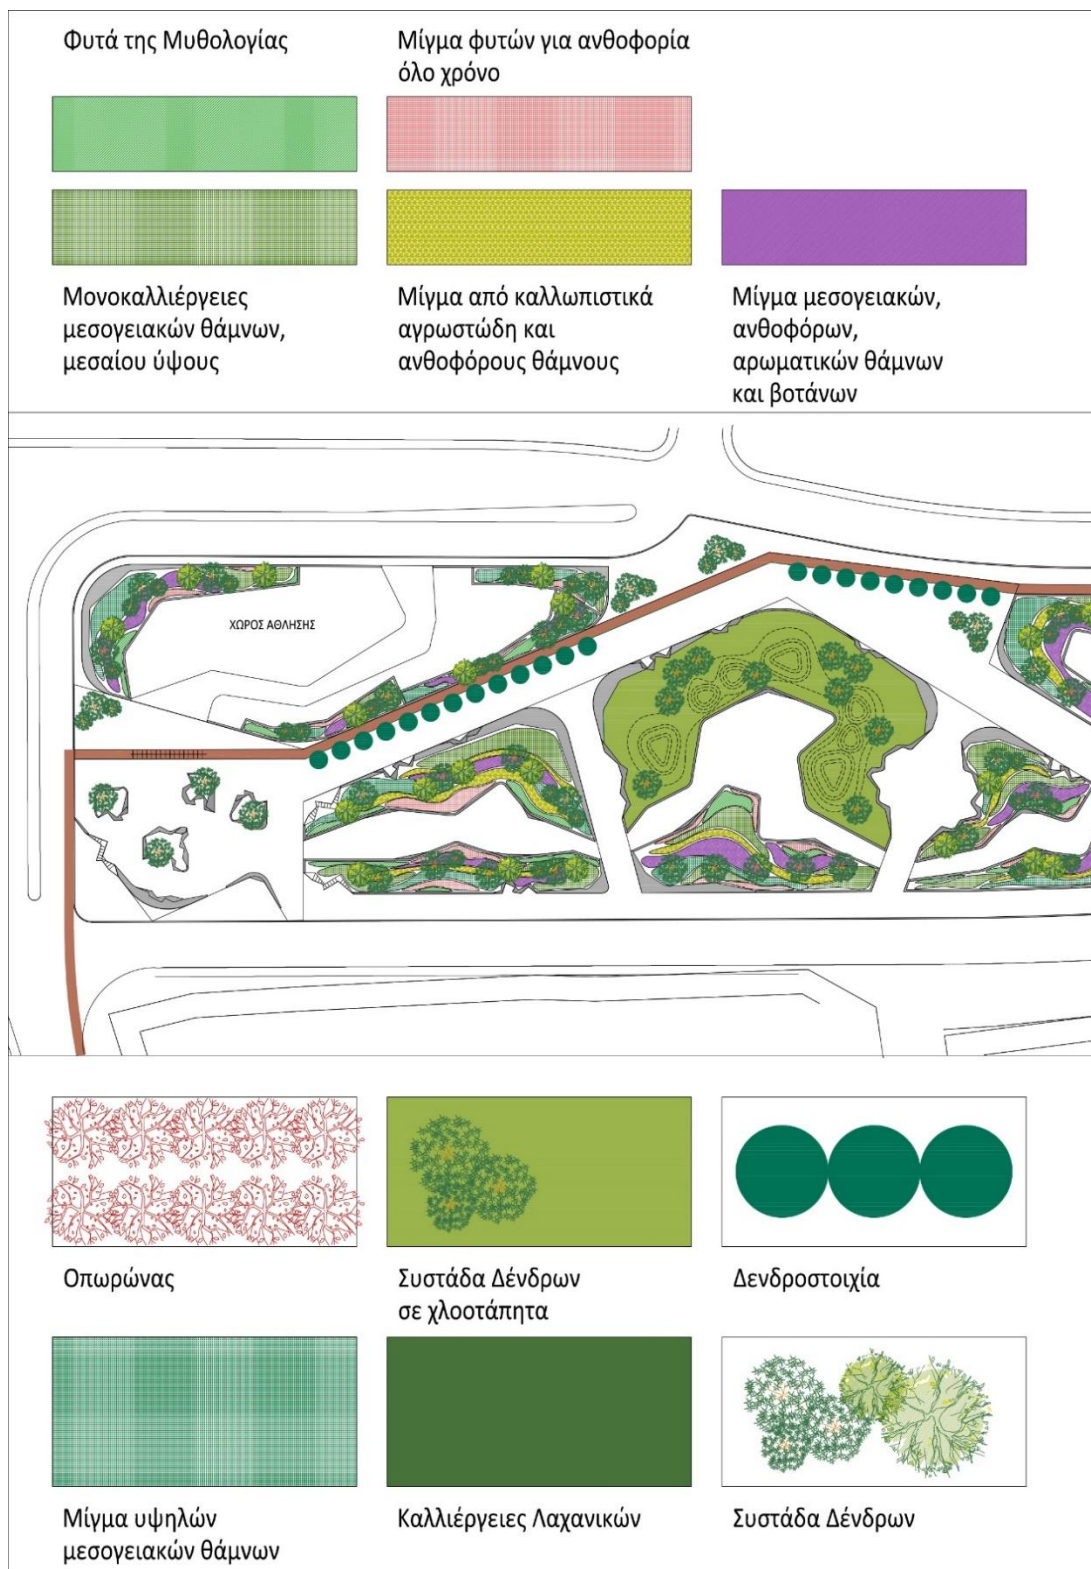 Φυτά της Μυθολογίας
Μίγμα φυτών για ανθοφορία
όλο χρόνο
Μονοκαλλιέργειες
μεσογειακών θάμνων,
μεσαίου ύψους
Μίγμα από καλλωπιστικά
αγρωστώδη και
ανθοφόρους θάμνους
Μίγμα μεσογειακών,
ανθοφόρων,
αρωματικών θάμνων
και βοτάνων
ΧΩΡΟΣ ΑΘΛΗΣΗΣ
Οπωρώνας
Συστάδα Δένδρων
σε χλοοτάπητα
Δενδροστοιχία
Μίγμα υψηλών
μεσογειακών θάμνων
Καλλιέργειες Λαχανικών
Συστάδα Δένδρων